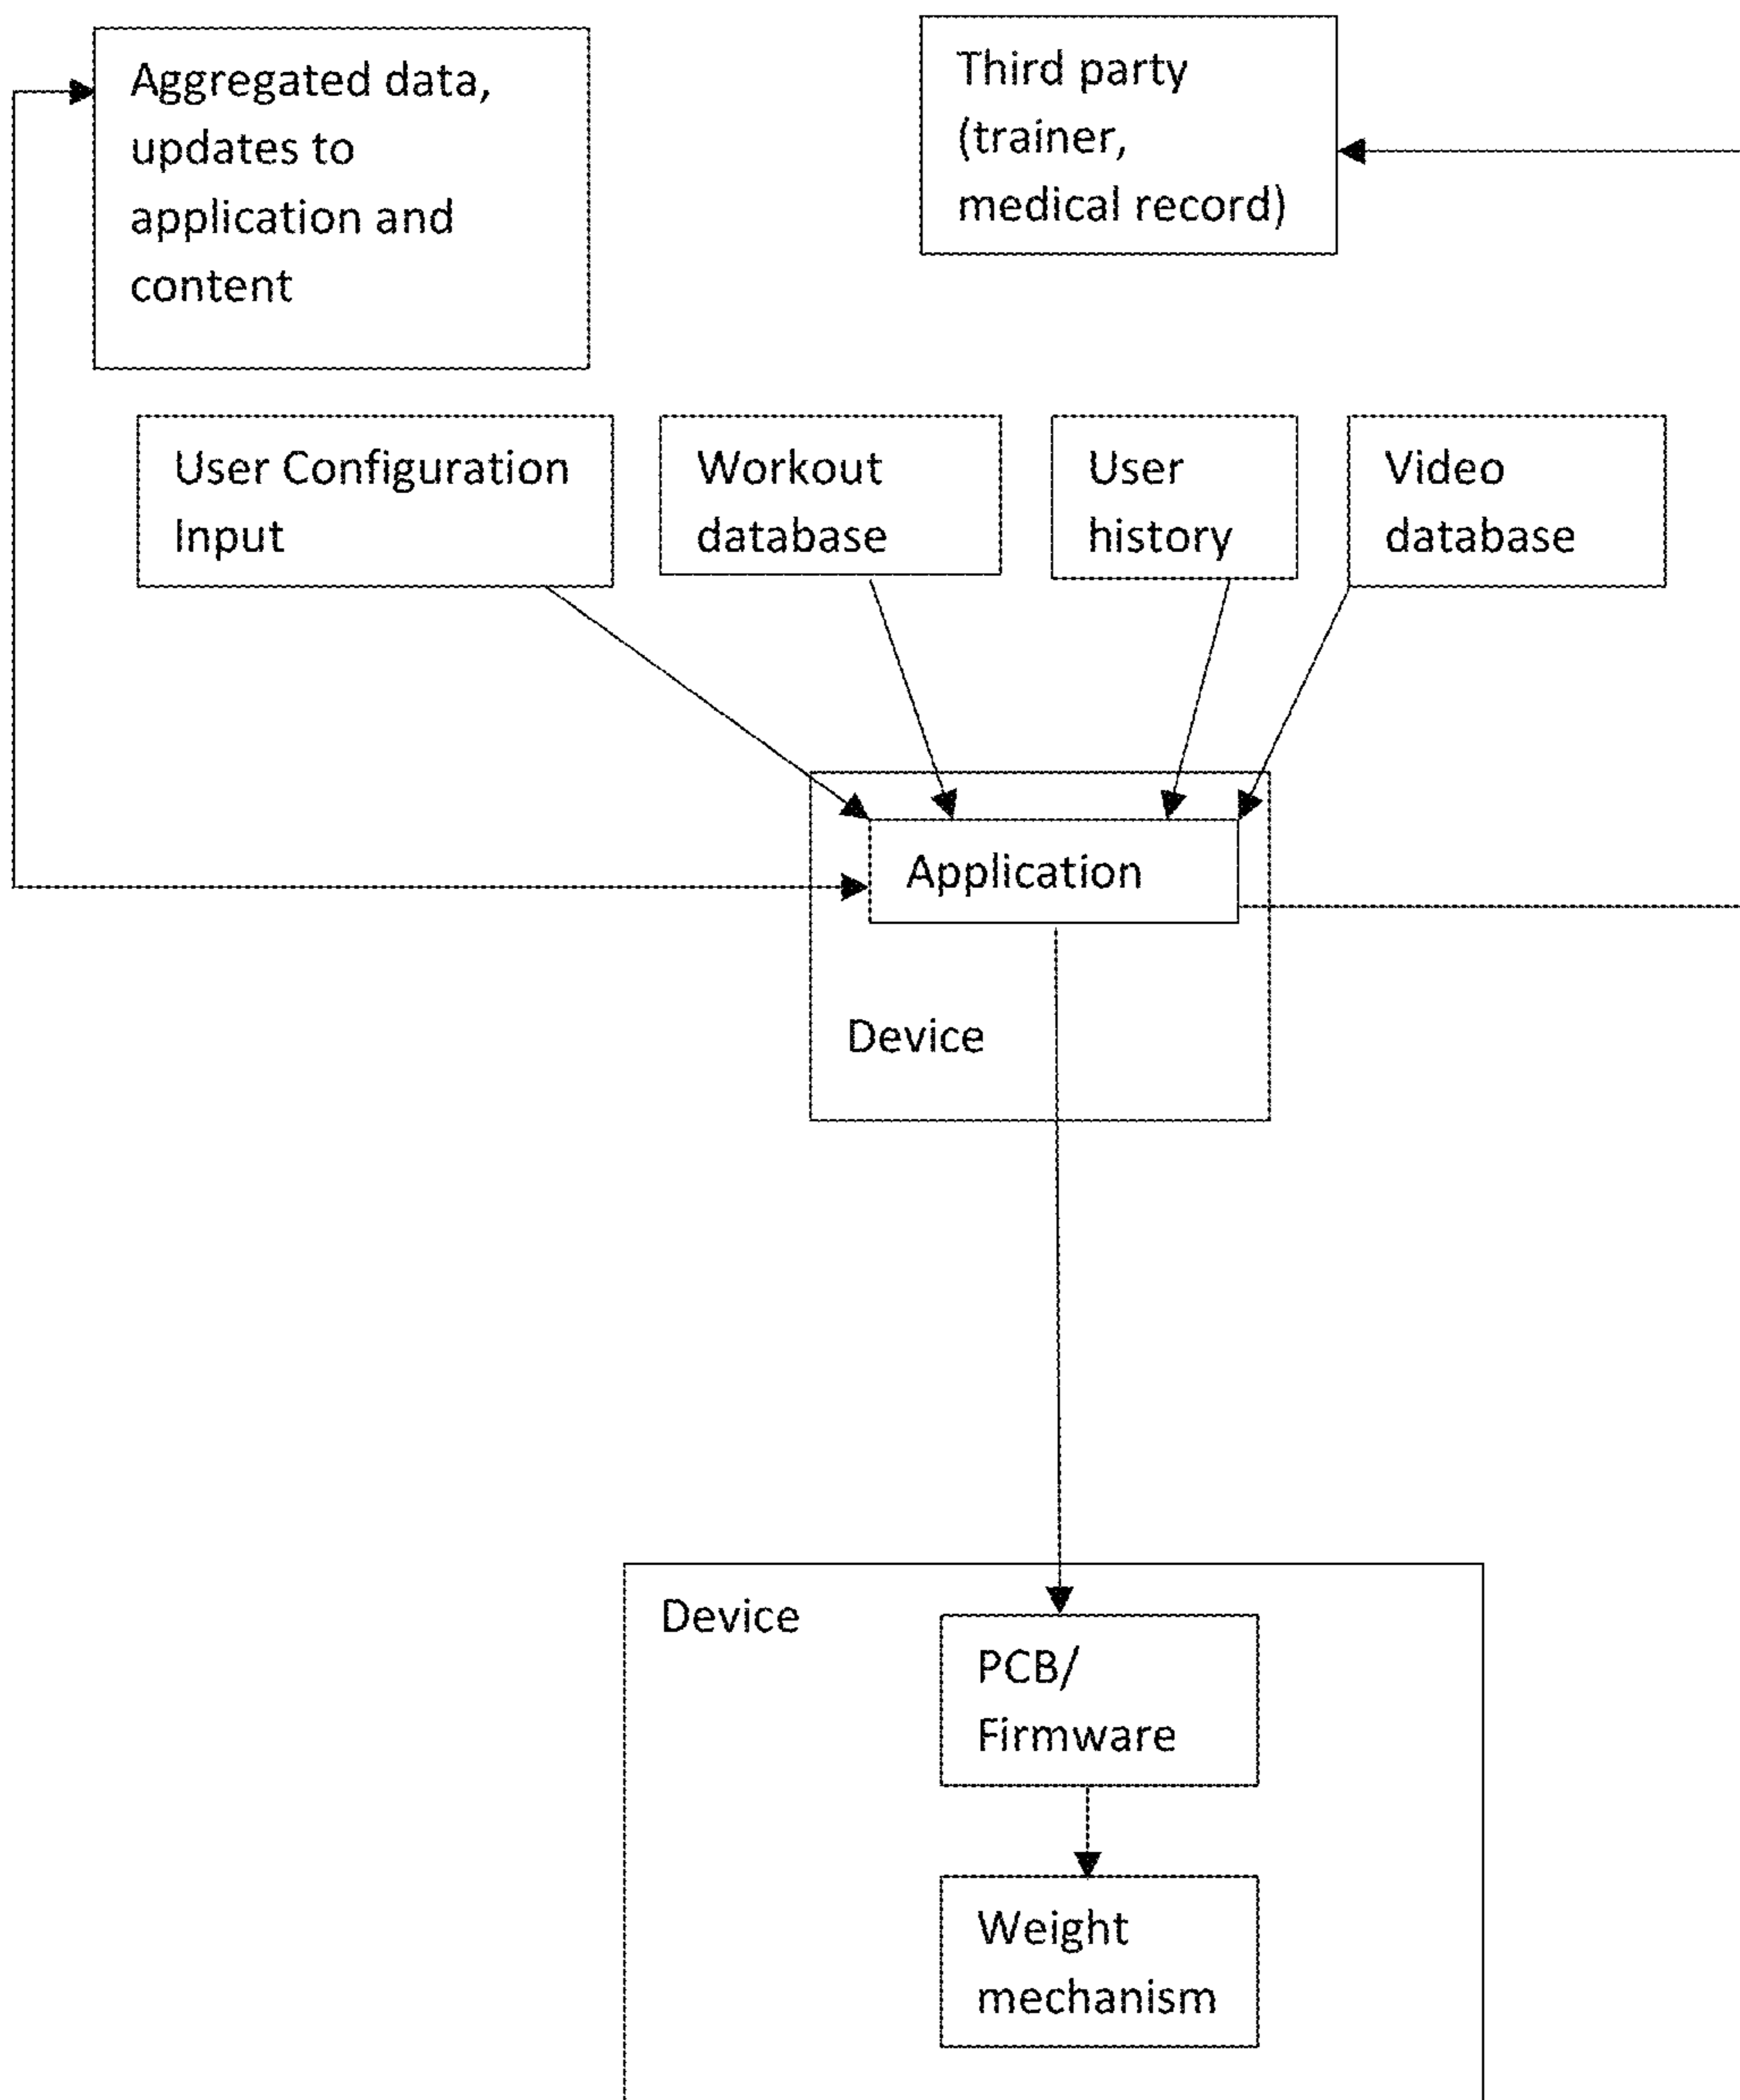 Aggregated data,
updates to
application and
content
Third party
(trainer,
medical record)
User Configuration
Input
Workout
database
User
history
Video
database
Application
Device
Device
PCB/
Firmware
Weight
mechanism